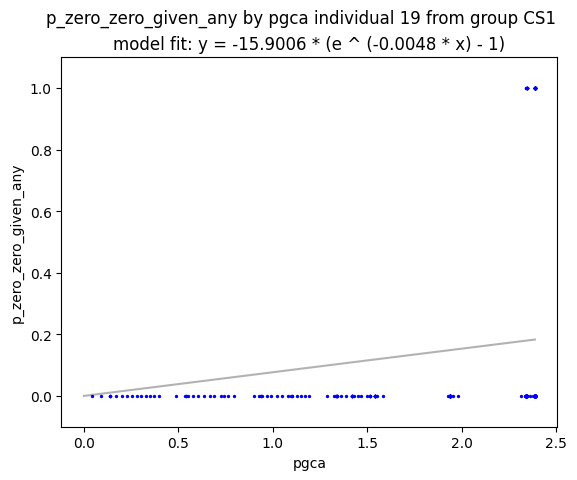 p_zero_zero_given_any by pgca individual 19 from group CS1
model fit: y = -15.9006 * (e ^ (-0.0048 * x) - 1)
1.0
0.8
0.6
0.4
0.2
0.0
p_zero_zero_given_any
0.0 0.5 1.0 1.5 2.0 2.5
pgca